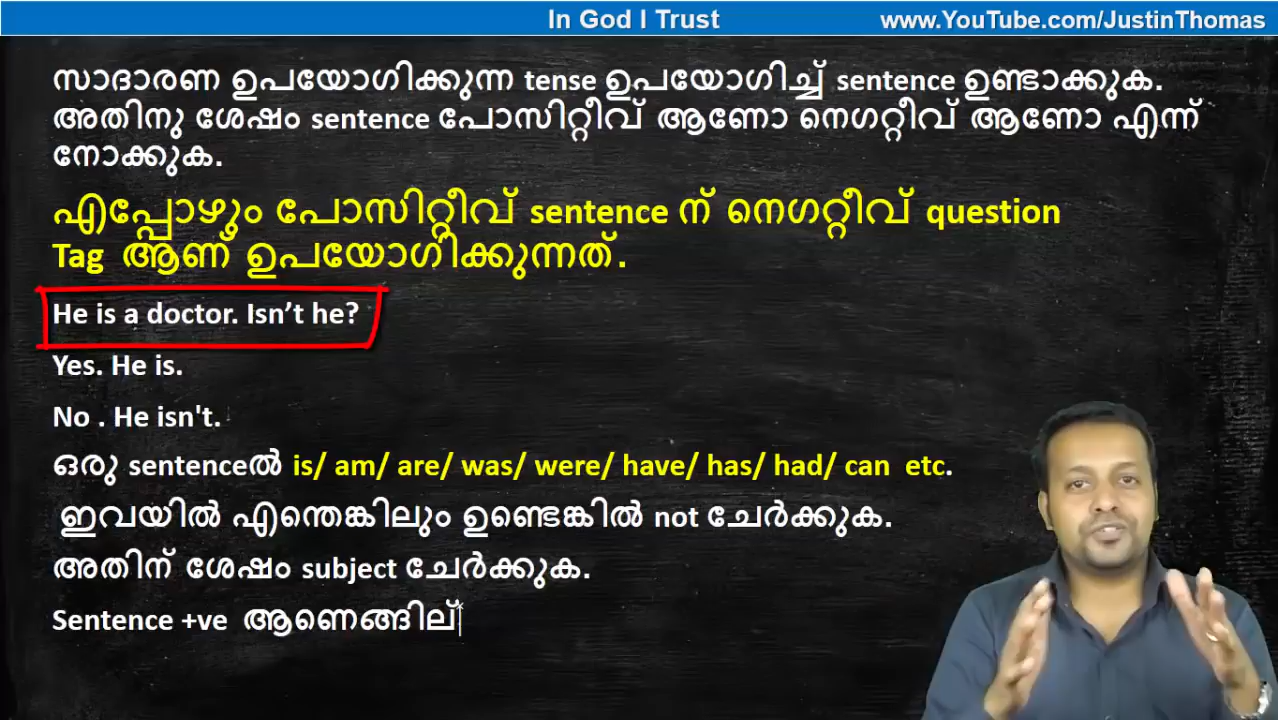 In God I Trust
www.YouTube.com/JustinThomas
സാദാരണ ഉപയോഗിക്കുന്ന tense ഉപയോഗിച്ച് sentence ഉണ്ടാക്കുക.
അതിനു ശേഷം sentence പോസിറ്റീവ് ആണോ നെഗറ്റീവ് ആണോ എന്ന്
നോക്കുക.
എപ്പോഴും പോസിറ്റീവ് sentence ന് നെഗറ്റീവ് question
Tag ആണ് ഉപയോഗിക്കുന്നത്.
He is a doctor. Isn’t he?
Yes. He is.
No . He isn't.
ഒരു sentenceൽ is/ am/ are/ was/ were/ have/ has/ had/ can etc.
ഇവയിൽ എന്തെങ്കിലും ഉണ്ടെങ്കിൽ not ചേർക്കുക.
അതിന് ശേഷം subject ചേർക്കുക.
Sentence +ve ആണെങ്ങില്